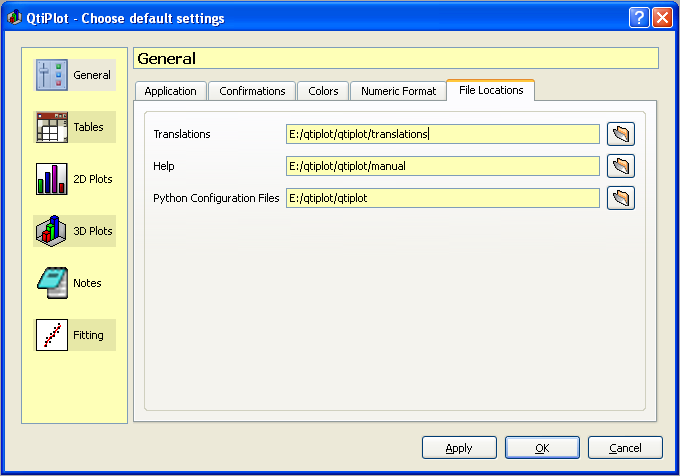 QtiPlot - Choose default settings
General
Tables
2D Plots
3D Plots
Notes
Fitting
General
Application Confirmations Colors Numeric Format File Locations
Translations E:/qtiplot/qtiplot/translations
Help E:/qtiplot/qtiplot/manual
Python Configuration Files E:/qtiplot/qtiplot
Apply OK Cancel